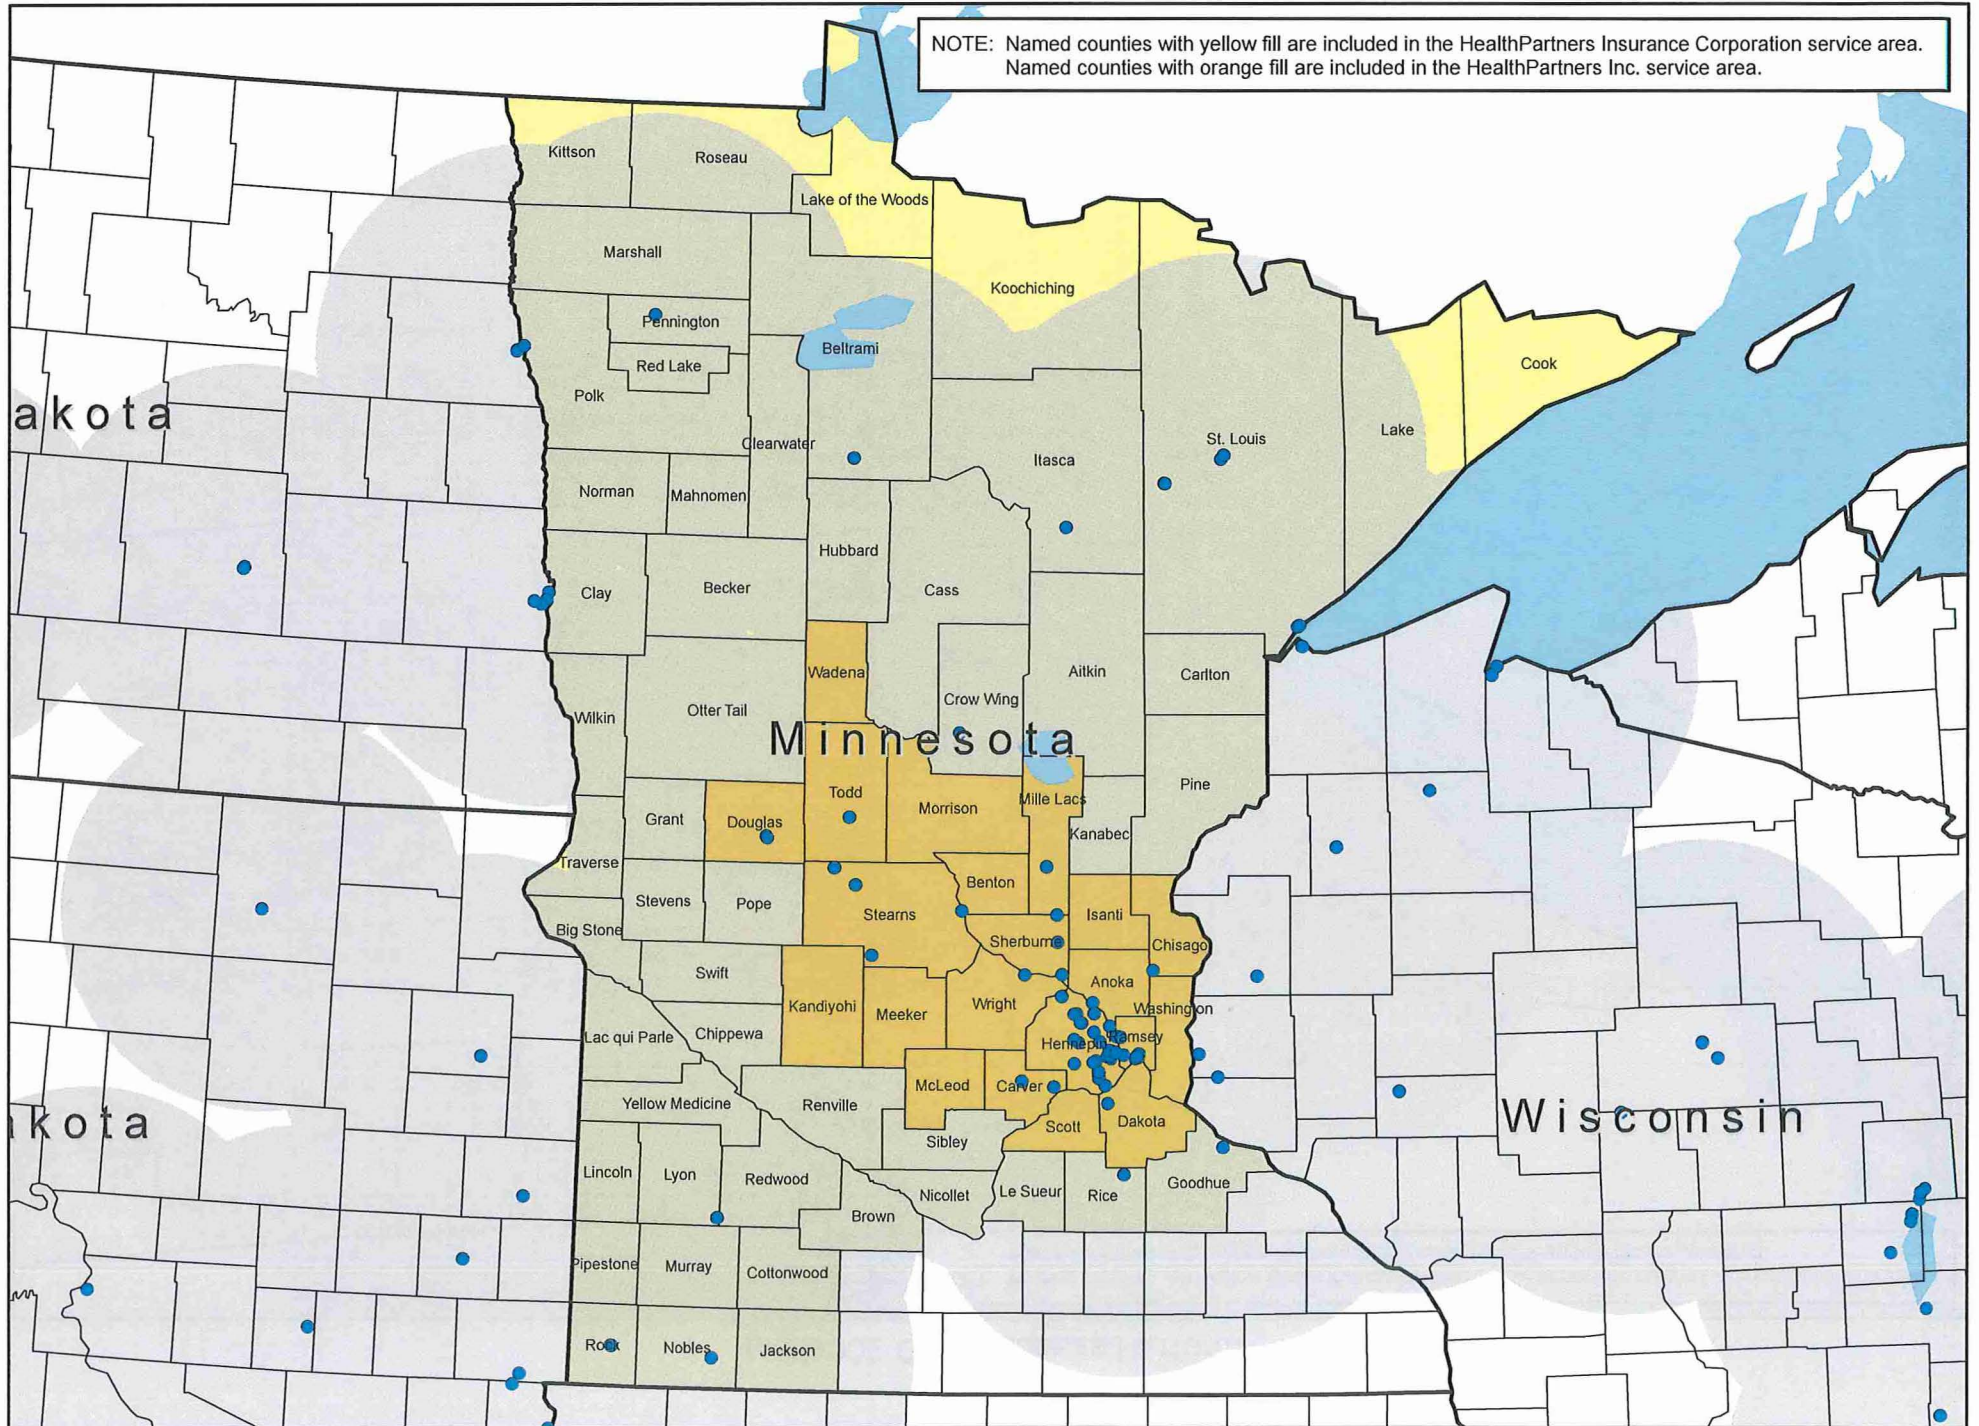 NOTE: Named counties with yellow fill are included in the HealthPartners Insurance Corporation service area.
Named counties with orange fill are included in the HealthPartners Inc. service area.
Kittson
Roseau
Lake of the Woods
Marshall
Koochiching
Pennington
Beltrami
Red Lake
Cook
Polk
akota
Lake
Clearwater
St. Louis
Itasca
Norman
Mahnomen
Hubbard
Becker
Cass
Clay
Wadena
Aitkin
Carlton
Crow Wing
Otter Tail
Wilkin
Minnesota
Pine
Todd
Mille Lacs
Morrison
Grant
Douglas
Kanabec
Traverse
Benton
Stevens
Pope
Stearns
Isanti
Big Stone
Sherburne
Chisago
Swift
Anoka
Kandiyohi
Wright
Washington
Meeker
Lac qui Parle
Chippewa
Hennepin
Ramsey
McLeod
Carver
Yellow Medicine
Renville
Wisconsin
kota
Scott
Dakota
Sibley
Lincoln
Lyon
Redwood
Goodhue
Nicollet
Le Sueur
Rice
Brown
Pipestone
Murray
Cottonwood
Rock
Nobles
Jackson